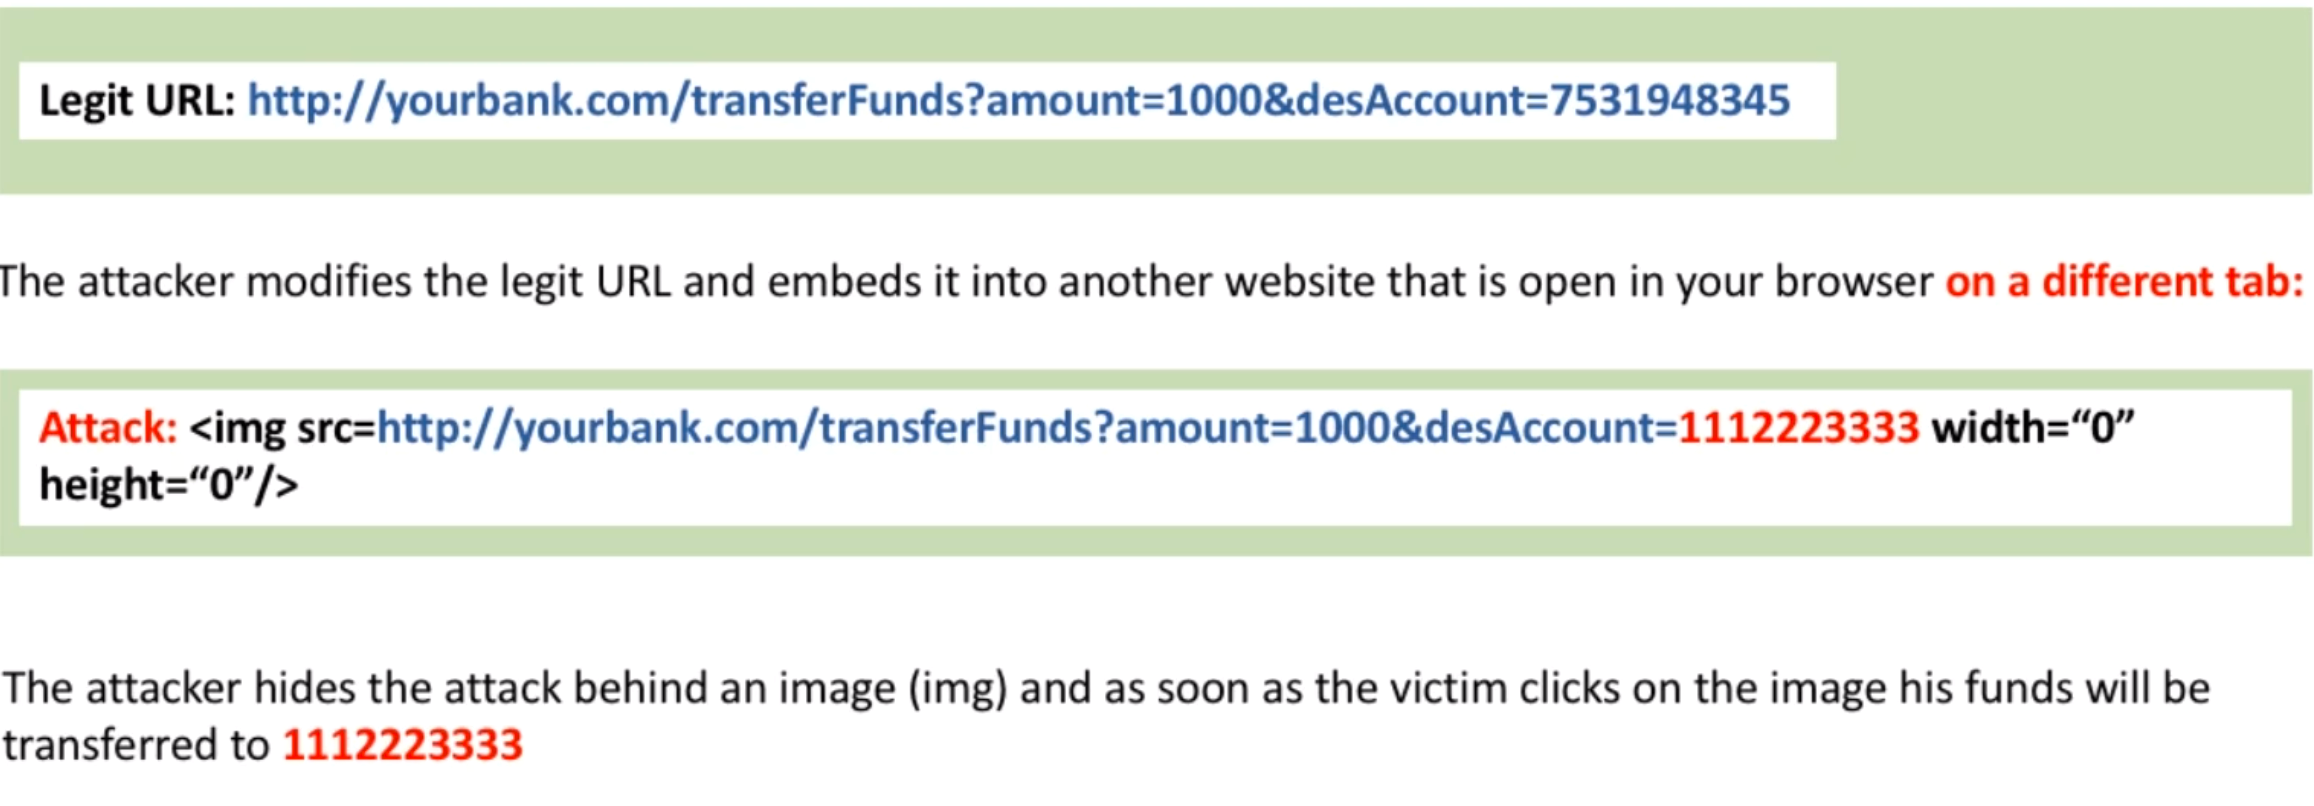 Legit URL: http://yourbank.com/transferFunds?amount=1000&desAccount=7531948345
The attacker modifies the legit URL and embeds it into another website that is open in your browser on a different tab:
Attack: <img src=http://yourbank.com/transferFunds?amount=1000&desAccount=1112223333 width=“0”
height=“0”/>
The attacker hides the attack behind an image (img) and as soon as the victim clicks on the image his funds will be
transferred to 1112223333